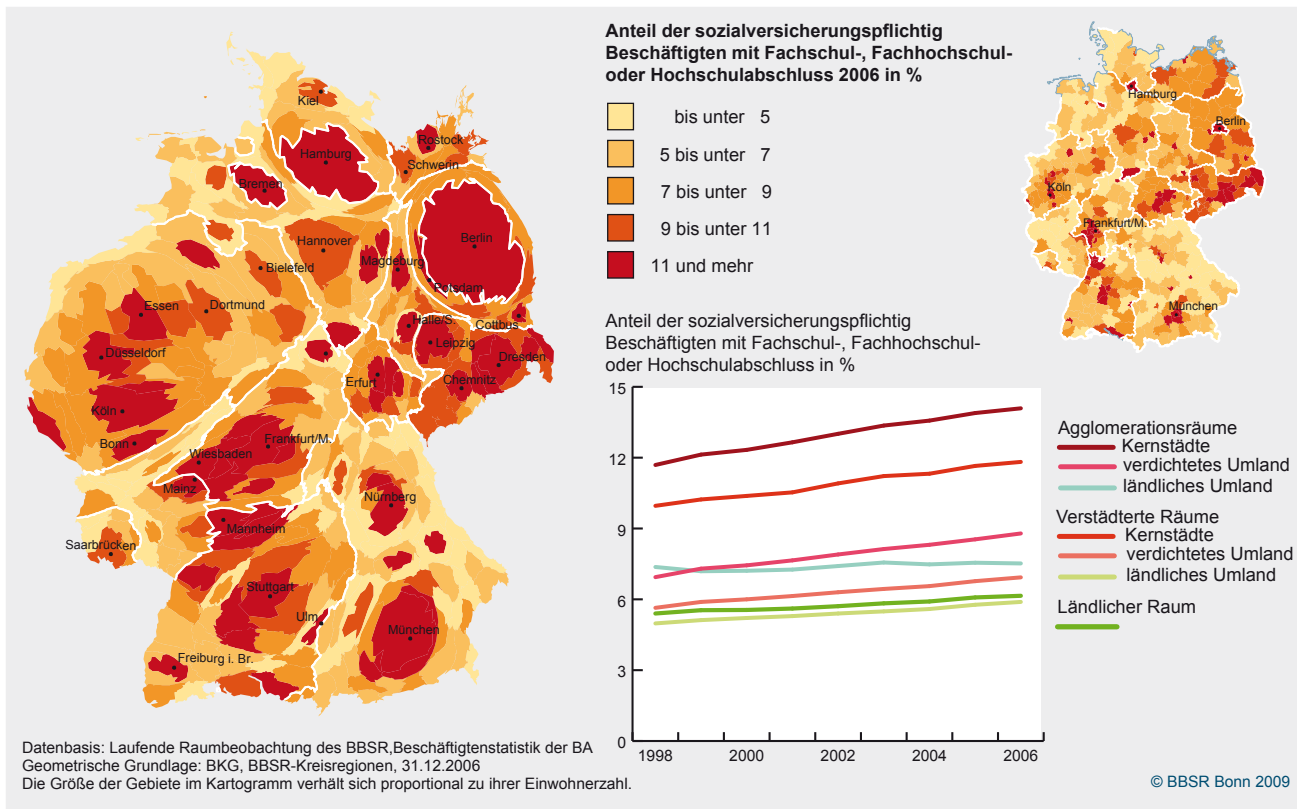 Anteil der sozialversicherungspflichtig
Beschäftigten mit Fachschul-, Fachhochschul-
oder Hochschulabschluss 2006 in %
bis unter 5
5 bis unter 7
7 bis unter 9
9 bis unter 11
11 und mehr
Kiel
Rostock
Hamburg
Schwerin
Bremen
Berlin
Hannover
Magdeburg
Bielefeld
Potsdam
Essen
Dortmund
Halle/S.
Cottbus
Leipzig
Düsseldorf
Dresden
Erfurt
Chemnitz
Köln
Bonn
Frankfurt/M.
Wiesbaden
Mainz
Nürnberg
Mannheim
Saarbrücken
Stuttgart
Ulm
München
Freiburg i. Br.
Hamburg
Berlin
Köln
Frankfurt/M.
München
Anteil der sozialversicherungspflichtig
Beschäftigten mit Fachschul-, Fachhochschul-
oder Hochschulabschluss in %
15
12
9
6
3
0
1998 2000 2002 2004 2006
Agglomerationsräume
Kernstädte
verdichtetes Umland
ländliches Umland
Verstädterte Räume
Kernstädte
verdichtetes Umland
ländliches Umland
Ländlicher Raum
Datenbasis: Laufende Raumbeobachtung des BBSR,Beschäftigtenstatistik der BA
Geometrische Grundlage: BKG, BBSR-Kreisregionen, 31.12.2006
Die Größe der Gebiete im Kartogramm verhält sich proportional zu ihrer Einwohnerzahl.
© BBSR Bonn 2009